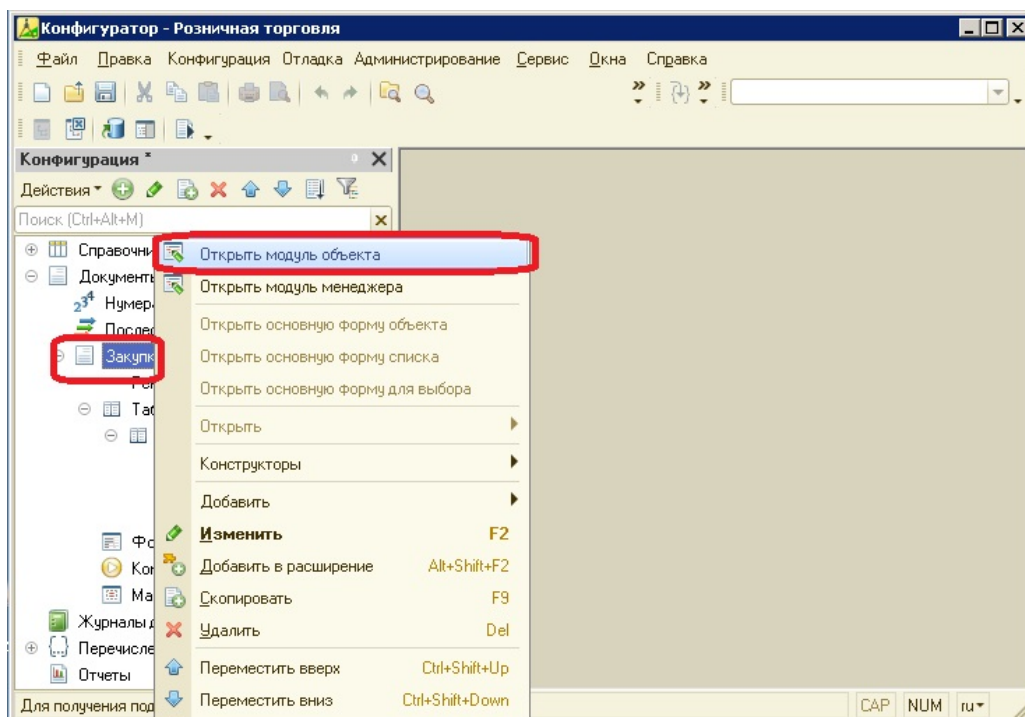 Конфигуратор - Розничная торговля
Файл Правка Конфигурация Отладка Администрирование Сервис Окна Справка
Конфигурация *
Действия
Поиск (Ctrl+Alt+M)
Справочни
Документы
Нумер
Послед
Закупк
Таб
Фо
Ко
Ма
Журналы д
Перечисле
Отчеты
Открыть модуль объекта
Открыть модуль менеджера
Открыть основную форму объекта
Открыть основную форму списка
Открыть основную форму для выбора
Открыть
Конструкторы
Добавить
Изменить F2
Добавить в расширение Alt+Shift+F2
Скопировать F9
Удалить Del
Переместить вверх Ctrl+Shift+Up
Переместить вниз Ctrl+Shift+Down
Для получения под
CAP NUM ru